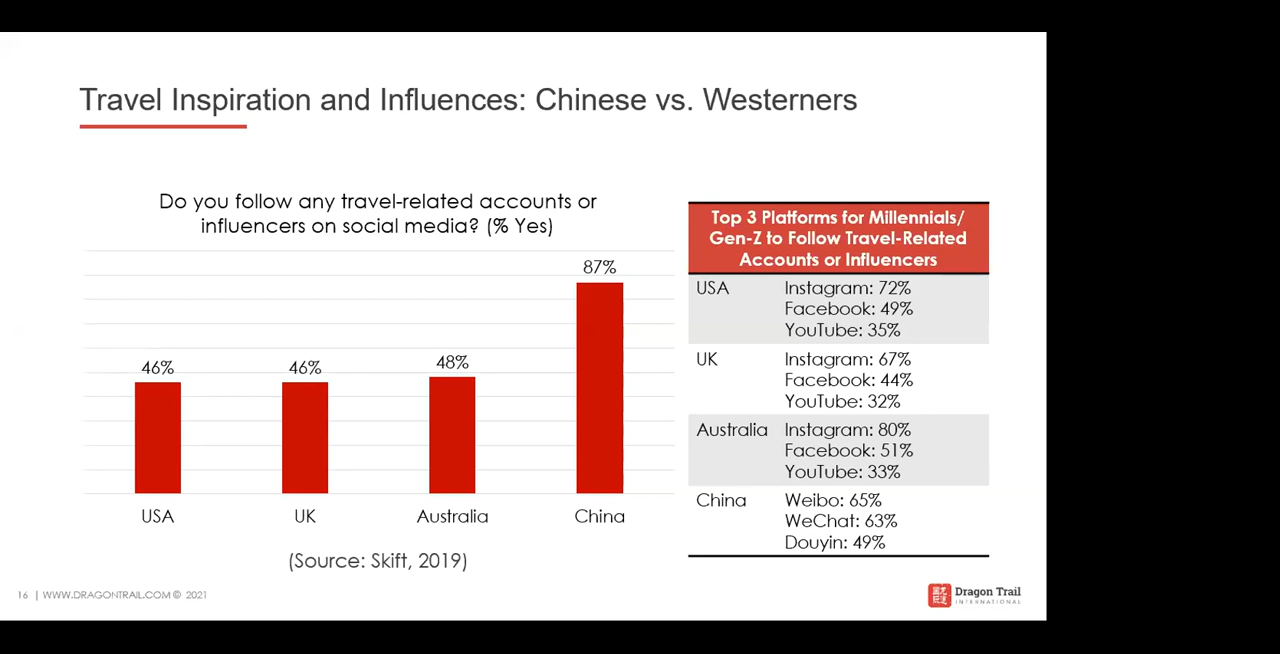 Travel Inspiration and Influences: Chinese vs. Westerners
Do you follow any travel-related accounts or
influencers on social media? (% Yes)
87%
46%
46%
48%
USA
UK
Australia
China
(Source: Skift, 2019)
Top 3 Platforms for Millennials/
Gen-Z to Follow Travel-Related
Accounts or Influencers
USA Instagram: 72%
Facebook: 49%
YouTube: 35%
UK Instagram: 67%
Facebook: 44%
YouTube: 32%
Australia Instagram: 80%
Facebook: 51%
YouTube: 33%
China Weibo: 65%
WeChat: 63%
Douyin: 49%
16 | WWW.DRAGONTRAIL.COM © 2021
Dragon Trail
INTERNATIONAL